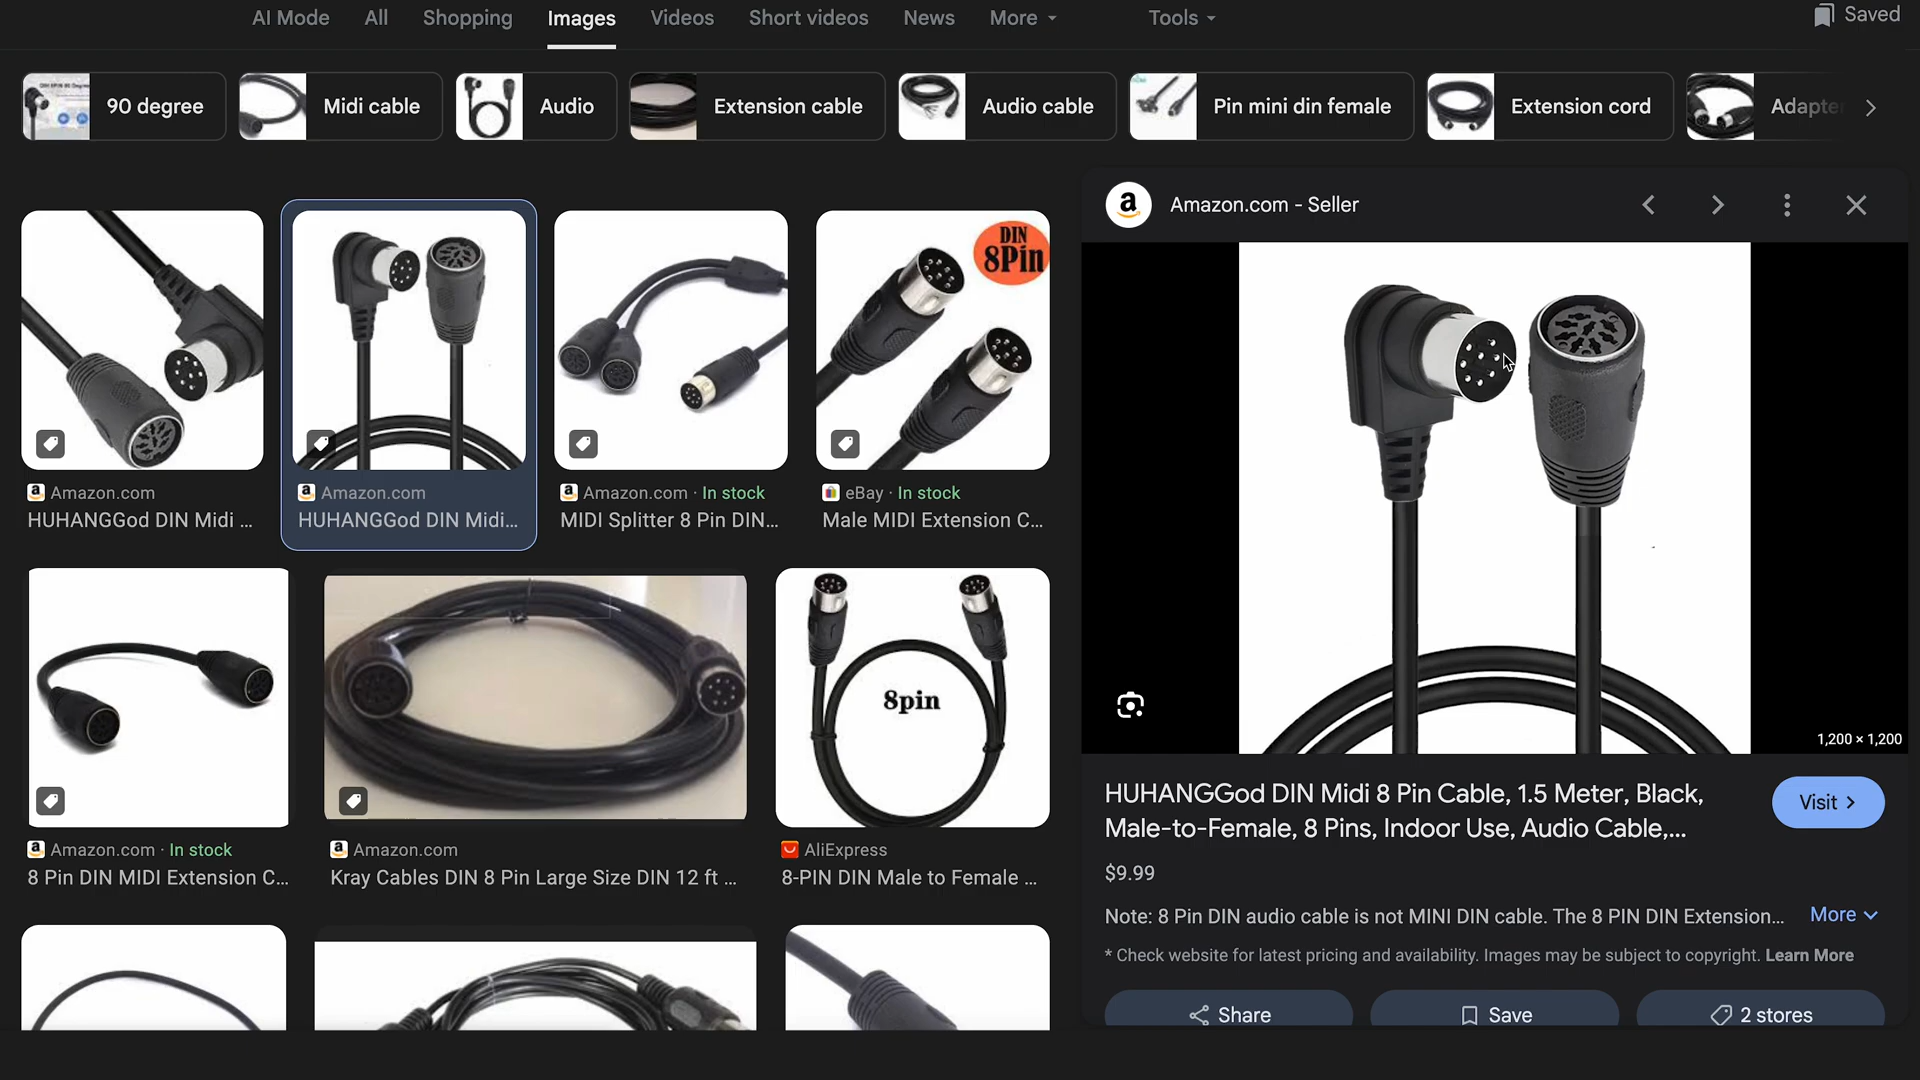 AI Mode
All
Shopping
Images
Videos
Short videos
News
More
Tools
Saved
90 degree
Midi cable
Audio
Extension cable
Audio cable
Pin mini din female
Extension cord
Adapter
DIN
8Pin
Amazon.com
HUHANGGod DIN Midi ...
Amazon.com
HUHANGGod DIN Midi...
Amazon.com · In stock
MIDI Splitter 8 Pin DIN...
eBay · In stock
Male MIDI Extension C...
8pin
Amazon.com · In stock
8 Pin DIN MIDI Extension C...
Amazon.com
Kray Cables DIN 8 Pin Large Size DIN 12 ft ...
AliExpress
8-PIN DIN Male to Female ...
Amazon.com - Seller
1,200 × 1,200
HUHANGGod DIN Midi 8 Pin Cable, 1.5 Meter, Black,
Male-to-Female, 8 Pins, Indoor Use, Audio Cable,...
Visit
$9.99
Note: 8 Pin DIN audio cable is not MINI DIN cable. The 8 PIN DIN Extension...
More
* Check website for latest pricing and availability. Images may be subject to copyright. Learn More
Share
Save
2 stores